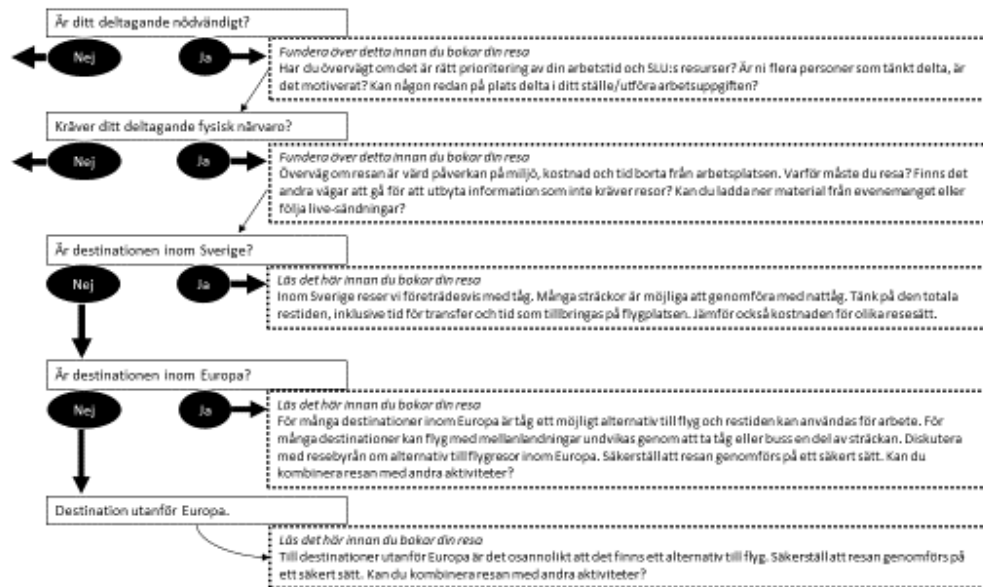 Är ditt deltagande nödvändigt?
Nej
Ja
Fundera över detta innan du bokar din resa
Har du övervägt om det är rätt prioritering av din arbetstid och SLU:s resurser? Är ni flera personer som tänkt delta, är
det motiverat? Kan någon redan på plats delta i ditt ställe/utföra arbetsuppgiften?
Kräver ditt deltagande fysisk närvaro?
Nej
Ja
Fundera över detta innan du bokar din resa
Överväg om resan är värd påverkan på miljö, kostnad och tid borta från arbetsplatsen. Varför måste du resa? Finns det
andra vägar att gå för att utbyta information som inte kräver resor? Kan du ladda ner material från evenemanget eller
följa live-sändningar?
Är destinationen inom Sverige?
Nej
Ja
Läs det här innan du bokar din resa
Inom Sverige reser vi företrädesvis med tåg. Många sträckor är möjliga att genomföra med nattåg. Tänk på den totala
restiden, inklusive tid för transfer och tid som tillbringas på flygplatsen. Jämför också kostnaden för olika resesätt.
Är destinationen inom Europa?
Nej
Ja
Läs det här innan du bokar din resa
För många destinationer inom Europa är tåg ett möjligt alternativ till flyg och restiden kan användas för arbete. För
många destinationer kan flyg med mellanlandningar undvikas genom att ta tåg eller buss en del av sträckan. Diskutera
med resebyrån om alternativ till flygresor inom Europa. Säkerställ att resan genomförs på ett säkert sätt. Kan du
kombinera resan med andra aktiviteter?
Destination utanför Europa.
Läs det här innan du bokar din resa
Till destinationer utanför Europa är det osannolikt att det finns ett alternativ till flyg. Säkerställ att resan genomförs på
ett säkert sätt. Kan du kombinera resan med andra aktiviteter?